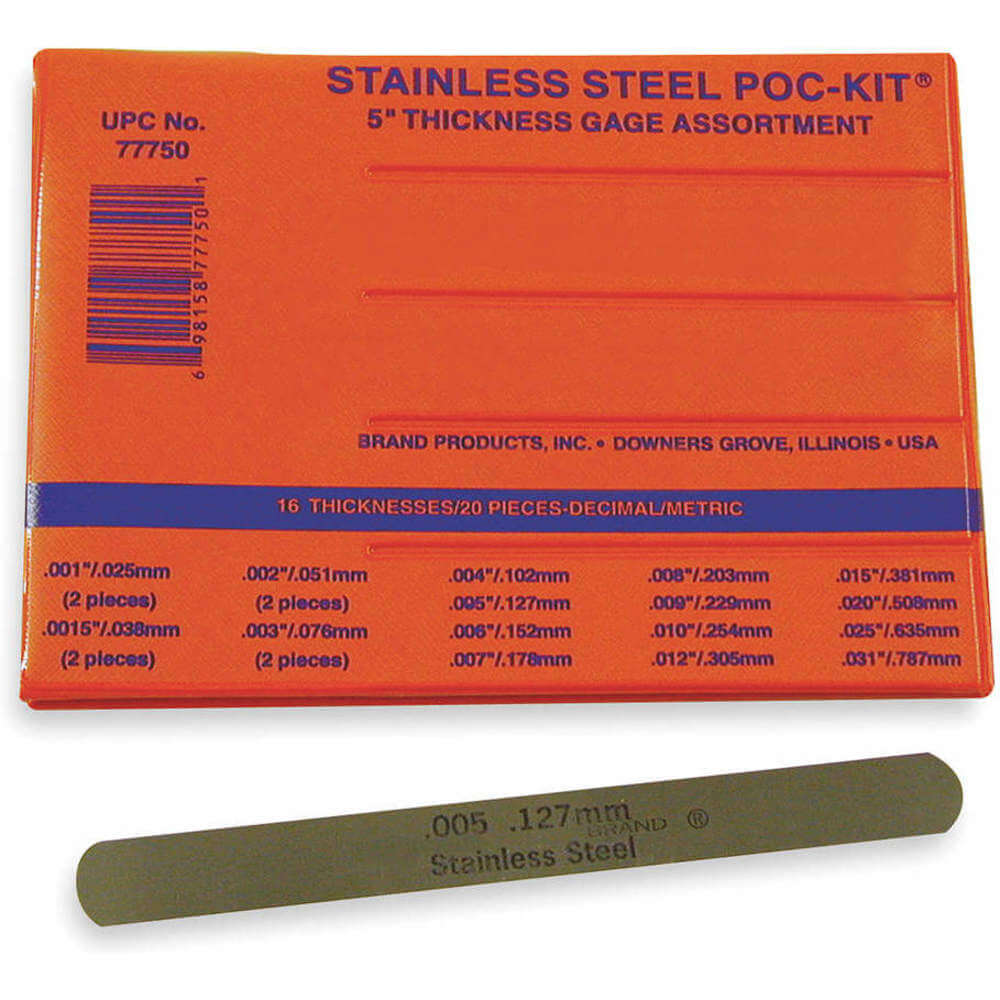 STAINLESS STEEL POC-KIT®
5" THICKNESS GAGE ASSORTMENT
UPC No.
77750
6 98158 77750 1
BRAND PRODUCTS, INC. • DOWNERS GROVE, ILLINOIS • USA
16 THICKNESSES/20 PIECES-DECIMAL/METRIC
.001"/.025mm
(2 pieces)
.0015"/.038mm
(2 pieces)
.002"/.051mm
(2 pieces)
.003"/.076mm
(2 pieces)
.004"/.102mm
.095"/.127mm
.006"/.152mm
.007"/.178mm
.008"/.203mm
.009"/.229mm
.010"/.254mm
.012"/.305mm
.015"/.381mm
.020"/.508mm
.025"/.635mm
.031"/.787mm
.005 .127mm
BRAND ®
Stainless Steel